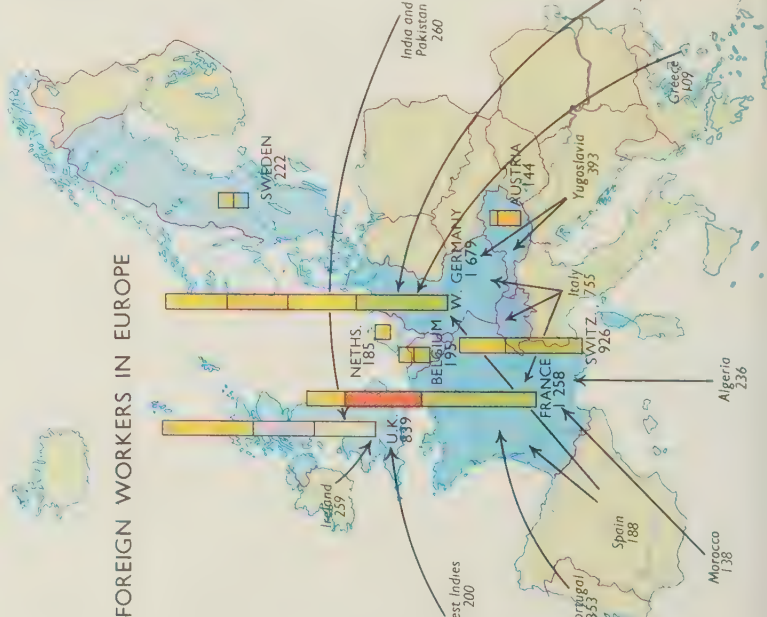 FOREIGN WORKERS IN EUROPE
India and
Pakistan
260
SWEDEN
222
Greece
109
AUSTRIA
144
Yugoslavia
393
W. GERMANY
1 679
NETHS.
185
BELGIUM
195
Italy
755
SWITZ.
926
FRANCE
1 258
U.K.
839
Ireland
259
est Indies
200
Algeria
236
Spain
188
Morocco
138
ortugal
353